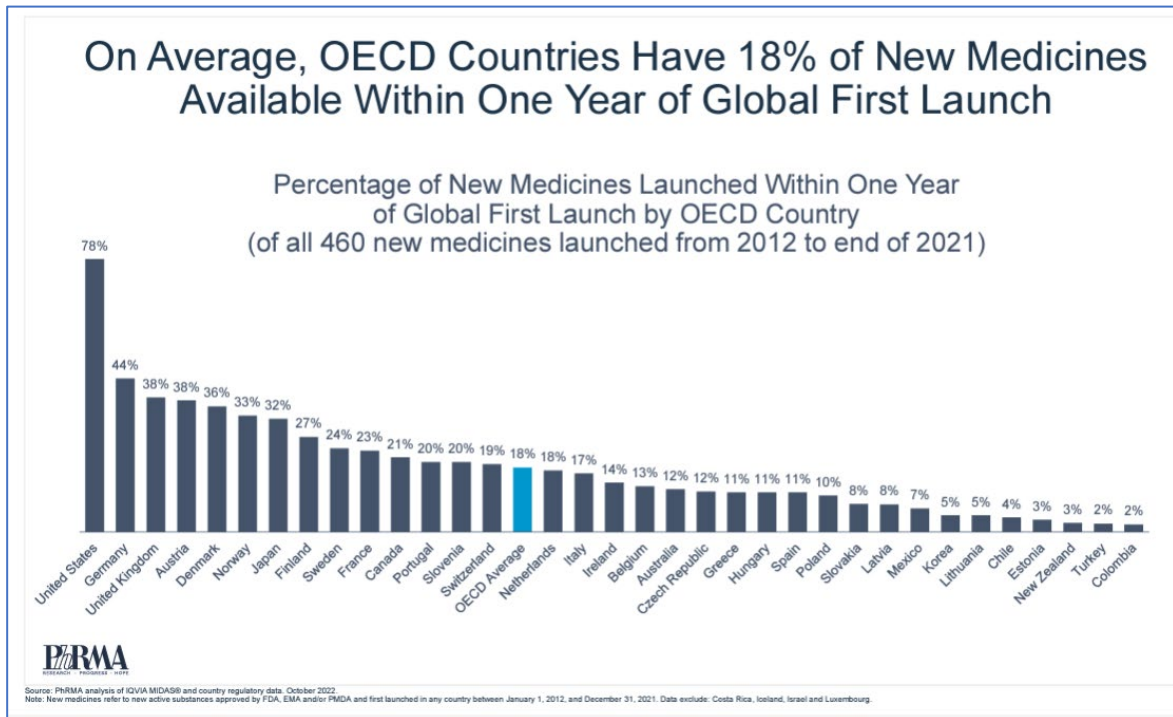 On Average, OECD Countries Have 18% of New Medicines
Available Within One Year of Global First Launch
Percentage of New Medicines Launched Within One Year
of Global First Launch by OECD Country
(of all 460 new medicines launched from 2012 to end of 2021)
78%
44%
38%
38%
36%
33%
32%
27%
24%
23%
21%
20%
20%
19%
18%
18%
17%
14%
13%
12%
12%
11%
11%
11%
10%
8%
8%
7%
5%
5%
4%
3%
3%
2%
2%
United States
Germany
United Kingdom
Austria
Denmark
Norway
Japan
Finland
Sweden
France
Canada
Portugal
Slovenia
Switzerland
OECD Average
Netherlands
Italy
Ireland
Belgium
Australia
Czech Republic
Greece
Hungary
Spain
Poland
Slovakia
Latvia
Mexico
Korea
Lithuania
Chile
Estonia
New Zealand
Turkey
Colombia
PhRMA
RESEARCH · PROGRESS · HOPE
Source: PhRMA analysis of IQVIA MIDAS® and country regulatory data. October 2022.
Note: New medicines refer to new active substances approved by FDA, EMA and/or PMDA and first launched in any country between January 1, 2012, and December 31, 2021. Data exclude: Costa Rica, Iceland, Israel and Luxembourg.